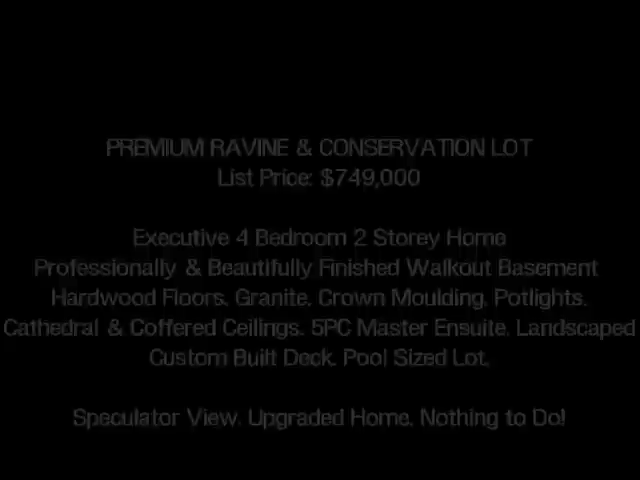 PREMIUM RAVINE & CONSERVATION LOT
List Price: $749,000
Executive 4 Bedroom 2 Storey Home
Professionally & Beautifully Finished Walkout Basement
Hardwood Floors. Granite. Crown Moulding. Potlights.
Cathedral & Coffered Ceilings. 5PC Master Ensuite. Landscaped
Custom Built Deck. Pool Sized Lot.
Speculator View. Upgraded Home. Nothing to Do!